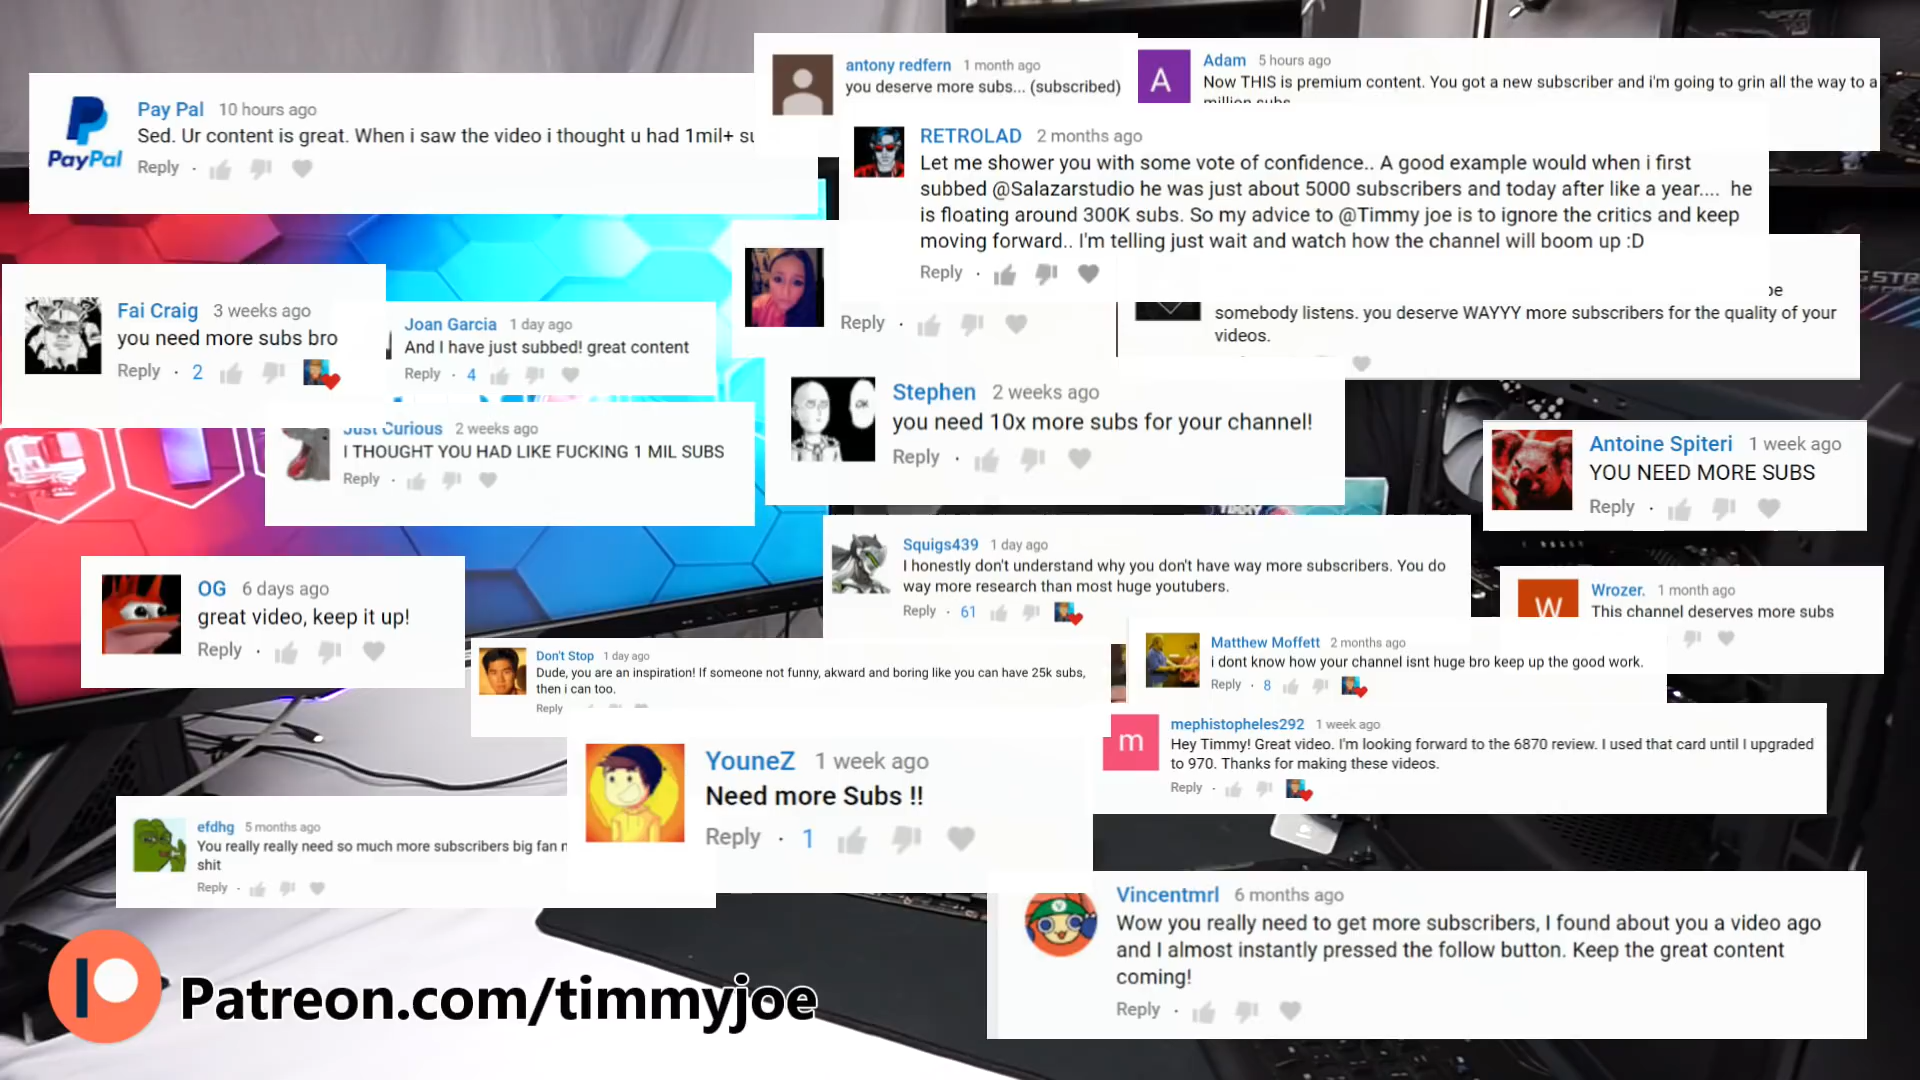 Pay Pal 10 hours ago
Sed. Ur content is great. When i saw the video i thought u had 1mil+ su
Reply
PayPal
antony redfern 1 month ago
you deserve more subs... (subscribed)
A
Adam 5 hours ago
Now THIS is premium content. You got a new subscriber and i'm going to grin all the way to a
million subs
RETROLAD 2 months ago
Let me shower you with some vote of confidence.. A good example would when i first
subbed @Salazarstudio he was just about 5000 subscribers and today after like a year.... he
is floating around 300K subs. So my advice to @Timmy joe is to ignore the critics and keep
moving forward.. I'm telling just wait and watch how the channel will boom up :D
Reply
Reply
be
somebody listens. you deserve WAYYY more subscribers for the quality of your
videos.
Fai Craig 3 weeks ago
you need more subs bro
Reply 2
Joan Garcia 1 day ago
And I have just subbed! great content
Reply 4
Just Curious 2 weeks ago
I THOUGHT YOU HAD LIKE FUCKING 1 MIL SUBS
Reply
OK
Stephen 2 weeks ago
you need 10x more subs for your channel!
Reply
Antoine Spiteri 1 week ago
YOU NEED MORE SUBS
Reply
OG 6 days ago
great video, keep it up!
Reply
Squigs439 1 day ago
I honestly don't understand why you don't have way more subscribers. You do
way more research than most huge youtubers.
Reply 61
W
Wrozer. 1 month ago
This channel deserves more subs
Don't Stop 1 day ago
Dude, you are an inspiration! If someone not funny, akward and boring like you can have 25k subs,
then i can too.
Reply
Matthew Moffett 2 months ago
i dont know how your channel isnt huge bro keep up the good work.
Reply 8
m
mephistopheles292 1 week ago
Hey Timmy! Great video. I'm looking forward to the 6870 review. I used that card until I upgraded
to 970. Thanks for making these videos.
Reply
YouneZ 1 week ago
Need more Subs !!
Reply 1
efdhg 5 months ago
You really really need so much more subscribers big fan
shit
Reply
Vincentmrl 6 months ago
Wow you really need to get more subscribers, I found about you a video ago
and I almost instantly pressed the follow button. Keep the great content
coming!
Reply
Patreon.com/timmyjoe